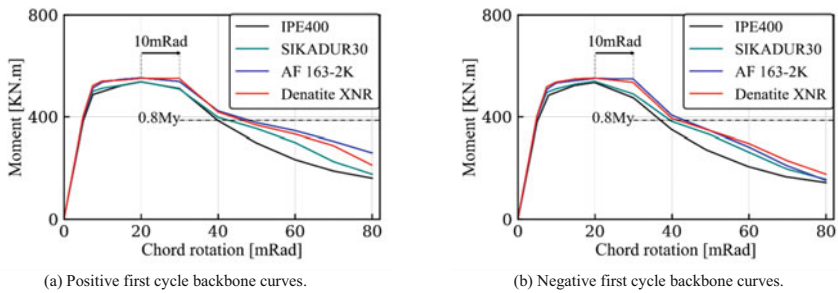 800
400
0
Moment [KN.m]
10mRad
0.8My
IPE400
SIKADUR30
AF 163-2K
Denatite XNR
0 20 40 60 80
Chord rotation [mRad]
(a) Positive first cycle backbone curves.
800
400
0
Moment [KN.m]
10mRad
0.8My
IPE400
SIKADUR30
AF 163-2K
Denatite XNR
0 20 40 60 80
Chord rotation [mRad]
(b) Negative first cycle backbone curves.